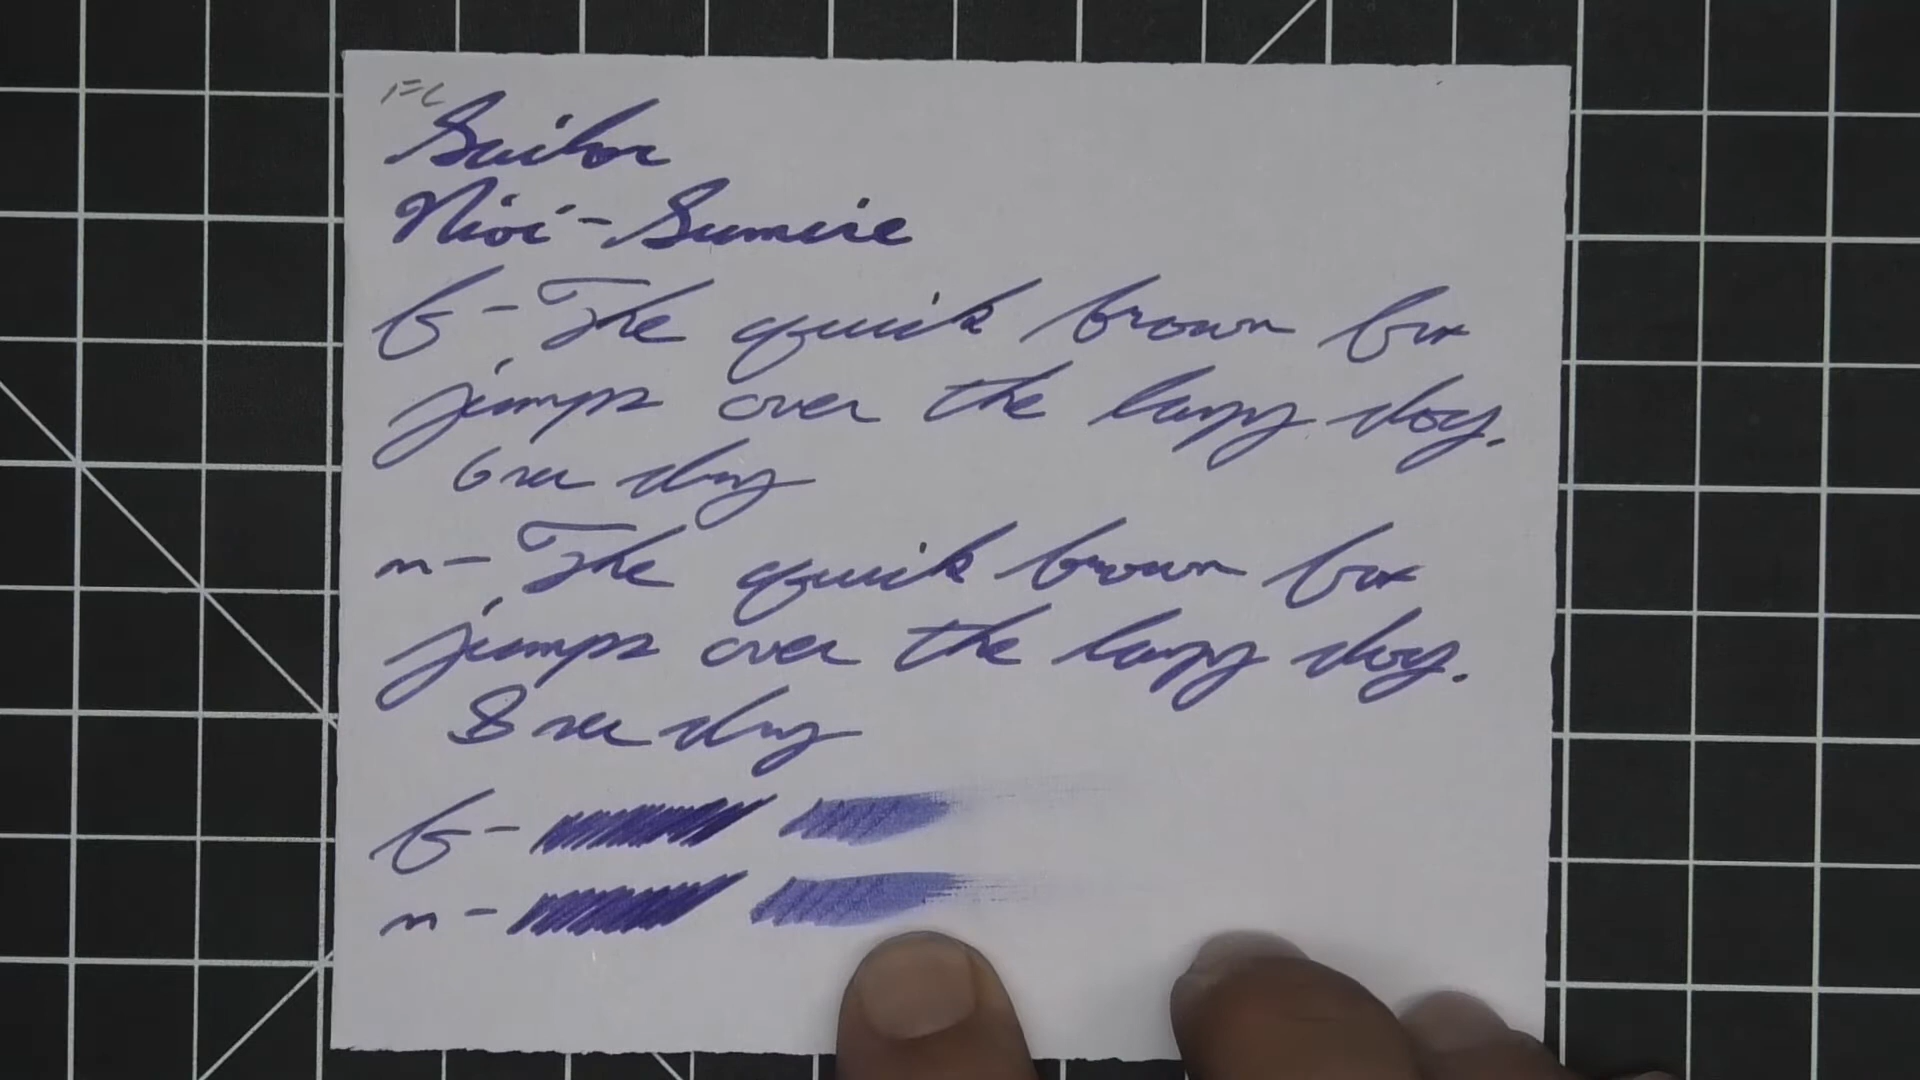 FC
Sailor
Nioi-Sumire
f - The quick brown fox
jumps over the lazy dog.
6 sec dry
m - The quick brown fox
jumps over the lazy dog.
8 sec dry
f -
m -